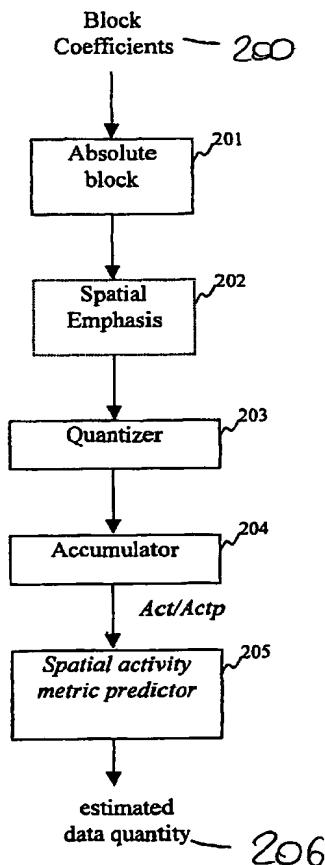 Block
Coefficients 200
201
Absolute
block
202
Spatial
Emphasis
203
Quantizer
204
Accumulator
Act/Actp
205
Spatial activity
metric predictor
estimated
data quantity 206